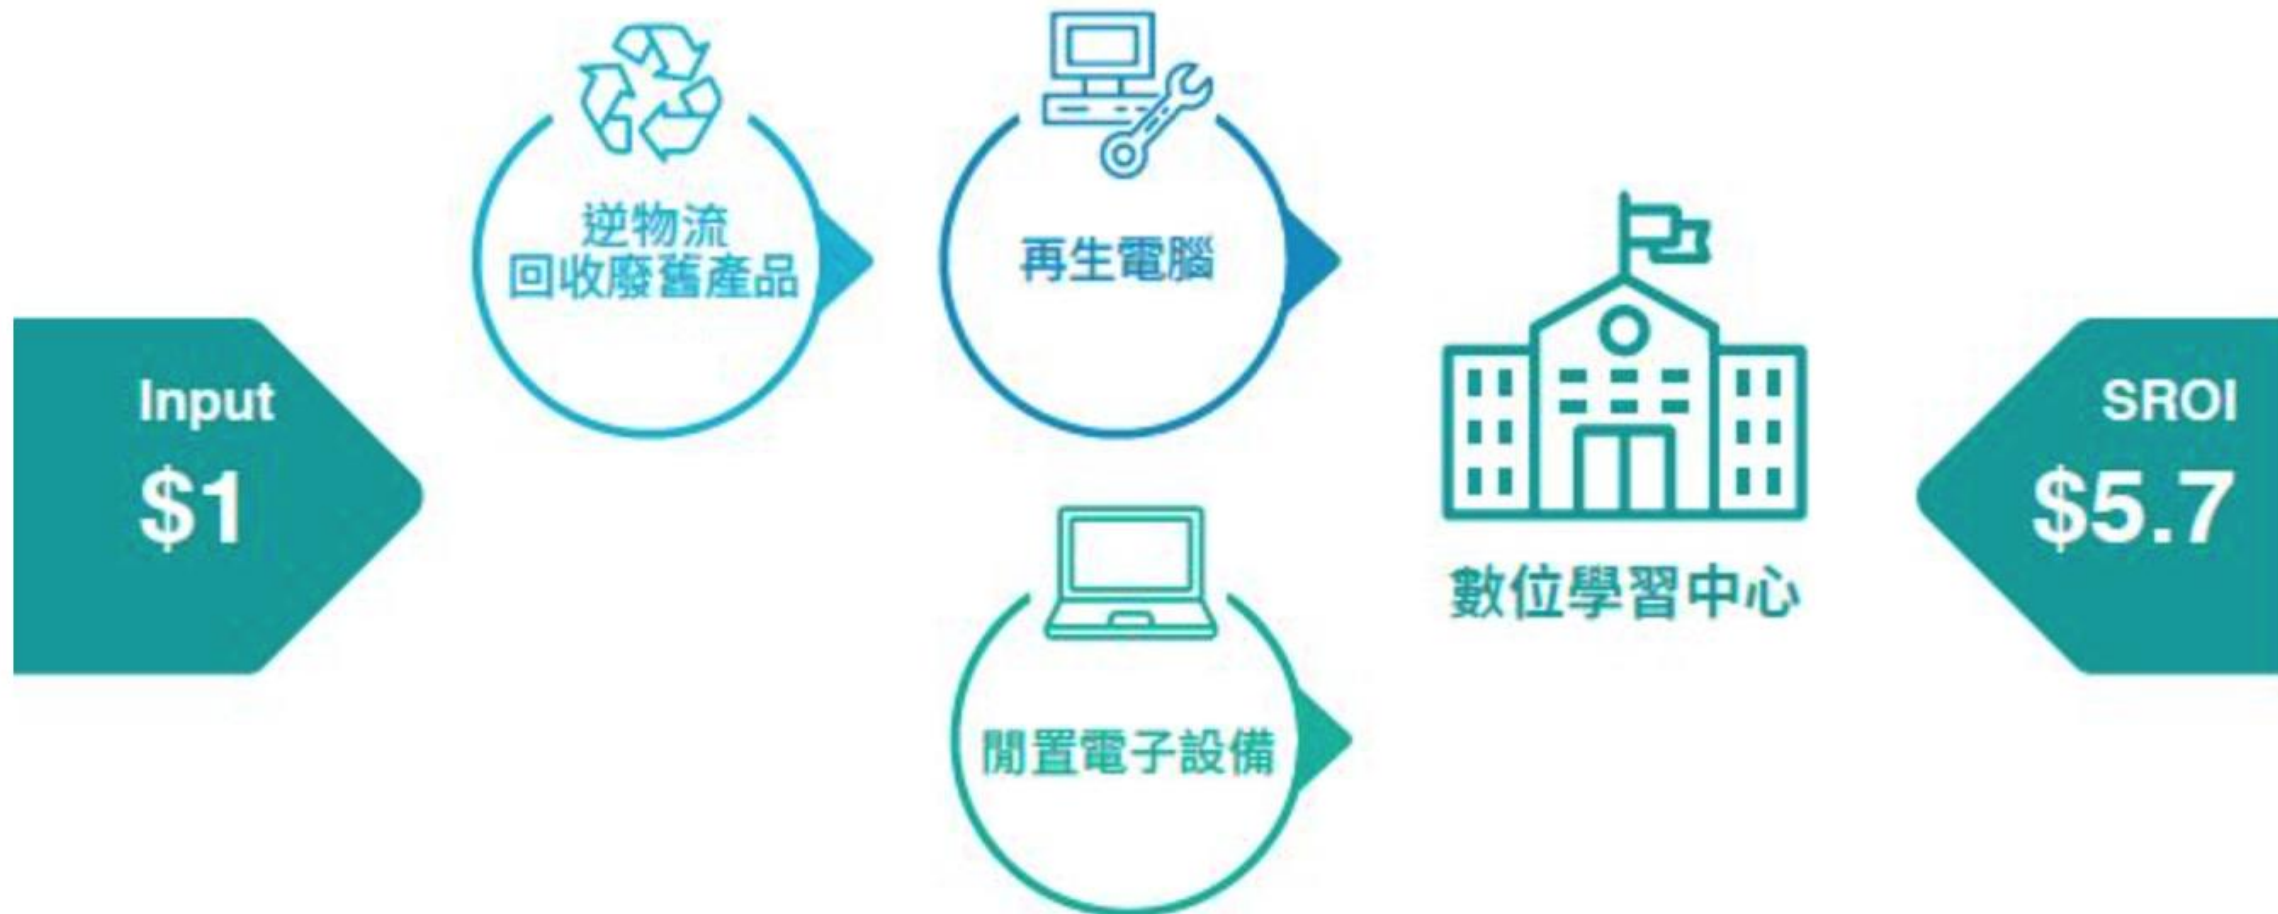 Input
$1
逆物流
回收廢舊產品
再生電腦
閒置電子設備
數位學習中心
SROI
$5.7